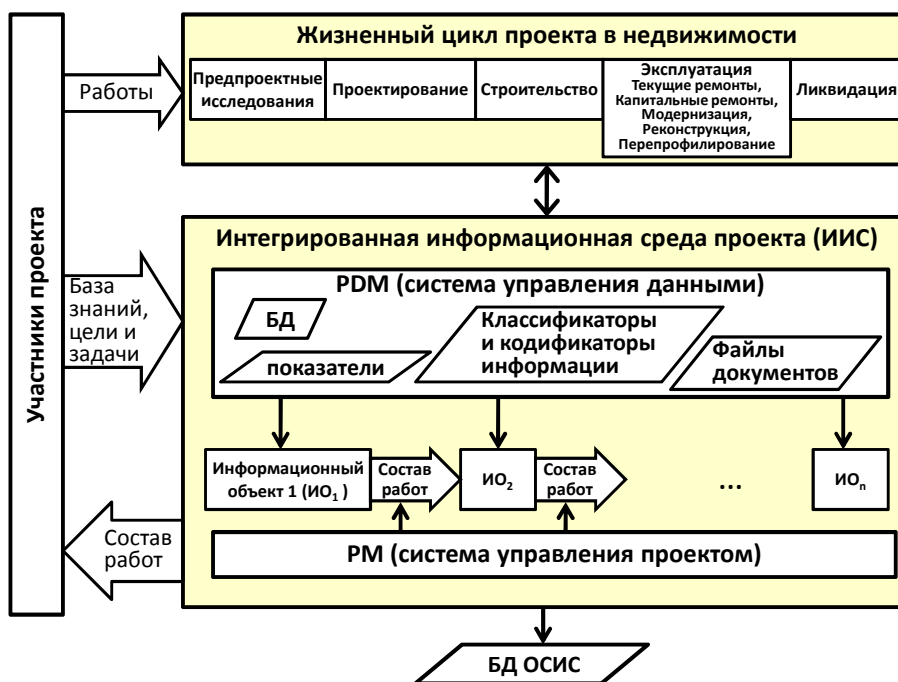 Участники проекта
Работы
Жизненный цикл проекта в недвижимости
Предпроектные
исследования
Проектирование
Строительство
Эксплуатация
Текущие ремонты,
Капитальные ремонты,
Модернизация,
Реконструкция,
Перепрофилирование
Ликвидация
База
знаний,
цели и
задачи
Интегрированная информационная среда проекта (ИИС)
PDM (система управления данными)
БД
показатели
Классификаторы
и кодификаторы
информации
Файлы
документов
Информационный
объект 1 (ИО₁ )
Состав
работ
ИО₂
Состав
работ
...
ИОₙ
Состав
работ
PM (система управления проектом)
БД ОСИС